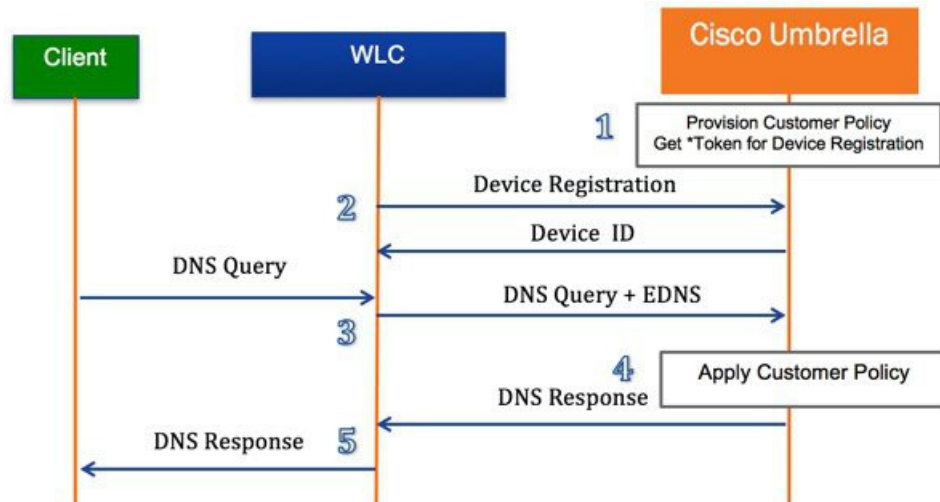 Client
WLC
Cisco Umbrella
1
Provision Customer Policy
Get *Token for Device Registration
Device Registration
2
Device ID
DNS Query
DNS Query + EDNS
3
4
Apply Customer Policy
DNS Response
5
DNS Response